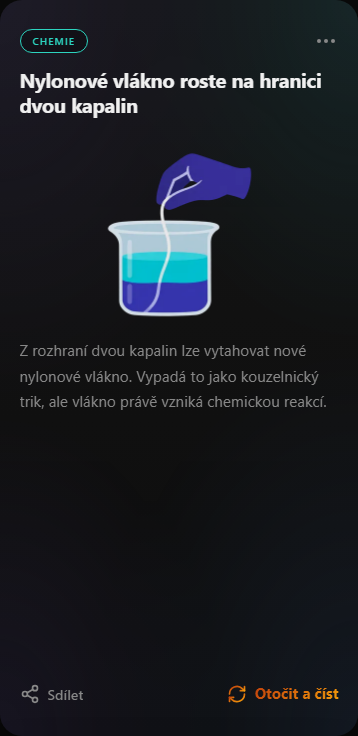 CHEMIE
Nylonové vlákno roste na hranici
dvou kapalin
Z rozhraní dvou kapalin lze vytahovat nové
nylonové vlákno. Vypadá to jako kouzelnický
trik, ale vlákno právě vzniká chemickou reakcí.
Sdílet
Otočit a číst